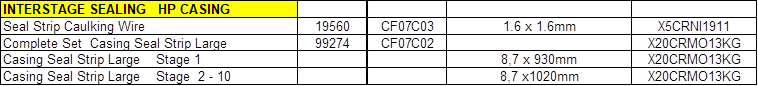 INTERSTAGE SEALING HP CASING
Seal Strip Caulking Wire 19560 CF07C03 1.6 x 1.6mm X5CRNI1911
Complete Set Casing Seal Strip Large 99274 CF07C02 X20CRMO13KG
Casing Seal Strip Large Stage 1 8,7 x 930mm X20CRMO13KG
Casing Seal Strip Large Stage 2 - 10 8,7 x1020mm X20CRMO13KG